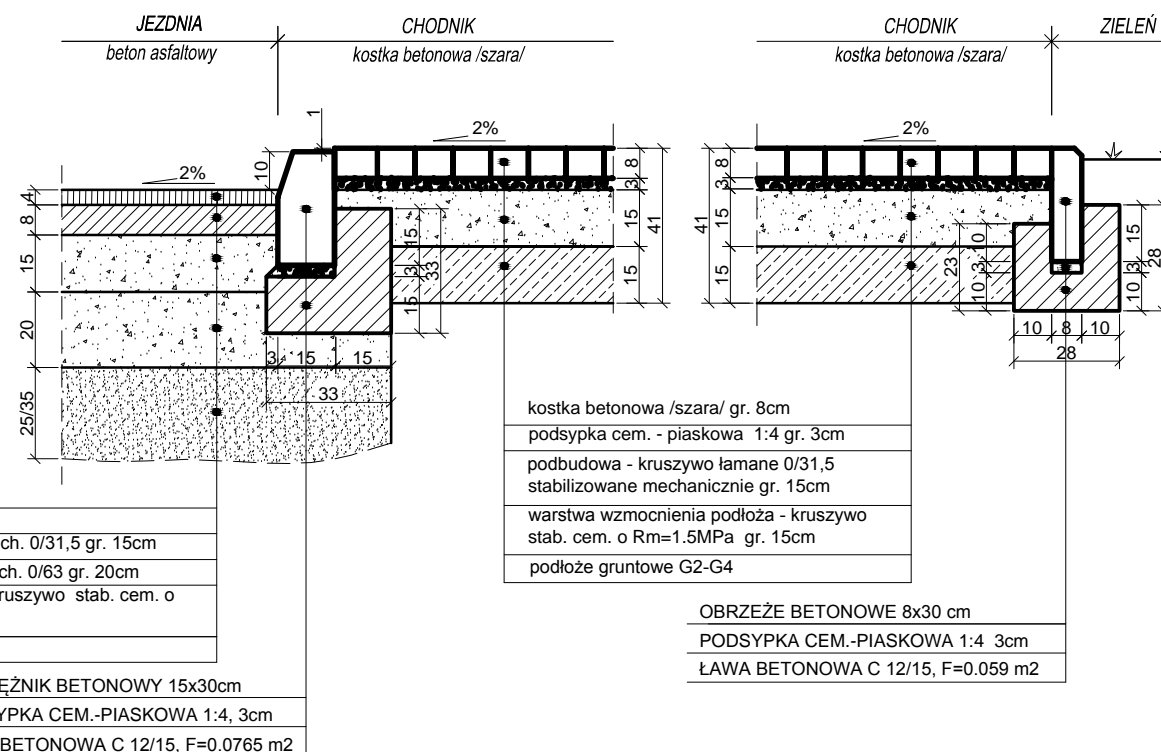 JEZDNIA
beton asfaltowy
CHODNIK
kostka betonowa /szara/
CHODNIK
kostka betonowa /szara/
ZIELEŃ
1
10
2%
2%
2%
4
8
15
20
25/35
15
3
15
33
3
15
15
33
8
3
15
15
41
41
8
3
15
15
23
10
3
10
15
3
10
28
10
8
10
28
kostka betonowa /szara/ gr. 8cm
podsypka cem. - piaskowa 1:4 gr. 3cm
podbudowa - kruszywo łamane 0/31,5
stabilizowane mechanicznie gr. 15cm
warstwa wzmocnienia podłoża - kruszywo
stab. cem. o Rm=1.5MPa gr. 15cm
podłoże gruntowe G2-G4
ch. 0/31,5 gr. 15cm
ch. 0/63 gr. 20cm
ruszywo stab. cem. o
ĘŻNIK BETONOWY 15x30cm
YPKA CEM.-PIASKOWA 1:4, 3cm
BETONOWA C 12/15, F=0.0765 m2
OBRZEŻE BETONOWE 8x30 cm
PODSYPKA CEM.-PIASKOWA 1:4 3cm
ŁAWA BETONOWA C 12/15, F=0.059 m2